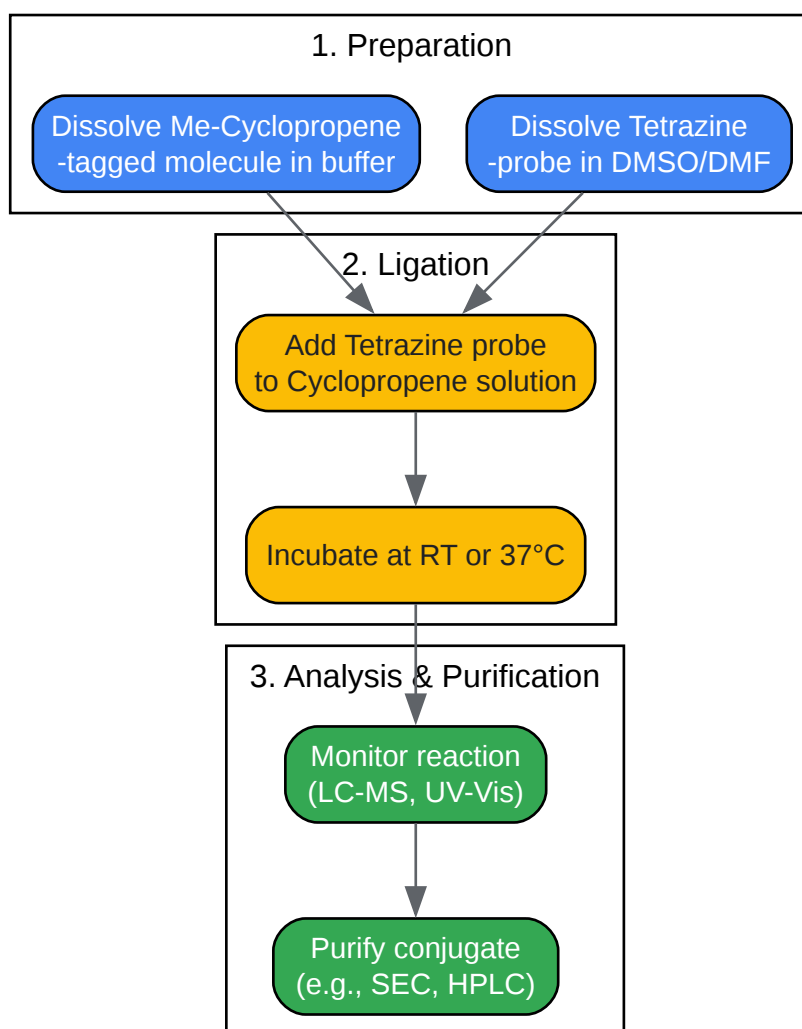 1. Preparation
Dissolve Me-Cyclopropene
-tagged molecule in buffer
Dissolve Tetrazine
-probe in DMSO/DMF
2. Ligation
Add Tetrazine probe
to Cyclopropene solution
Incubate at RT or 37°C
3. Analysis & Purification
Monitor reaction
(LC-MS, UV-Vis)
Purify conjugate
(e.g., SEC, HPLC)